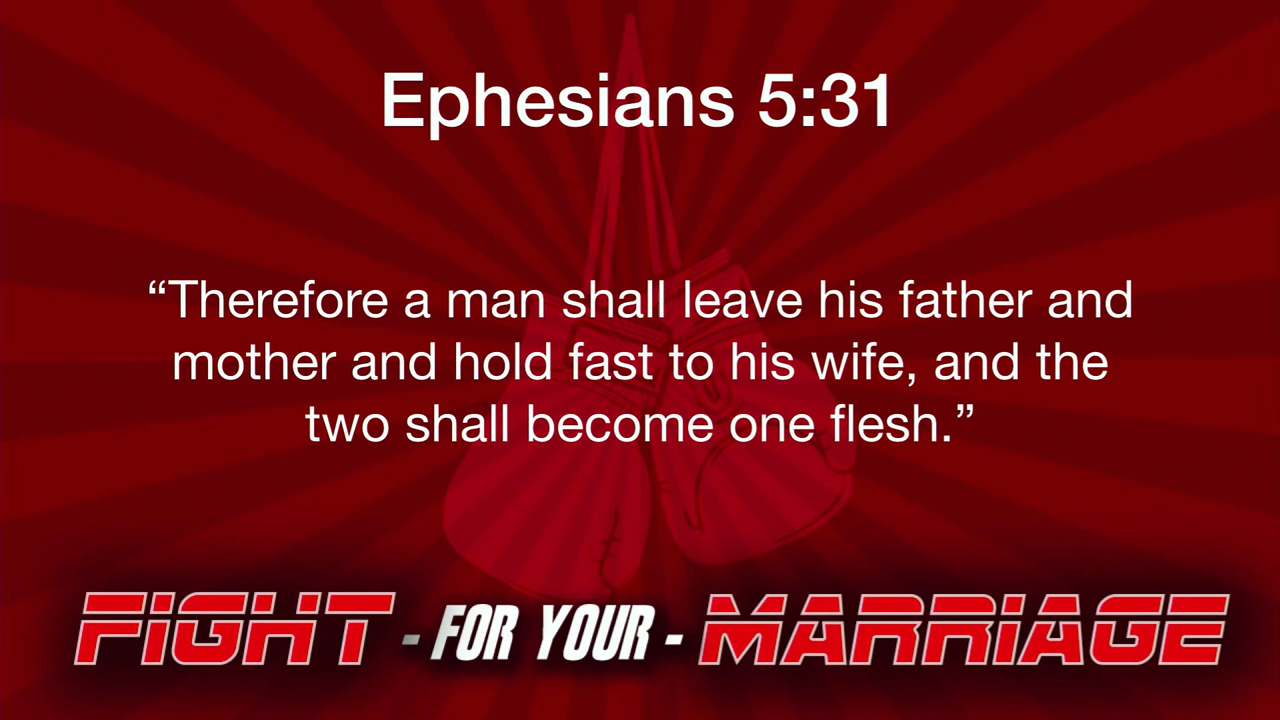 Ephesians 5:31
“Therefore a man shall leave his father and
mother and hold fast to his wife, and the
two shall become one flesh.”
FIGHT - FOR YOUR - MARRIAGE